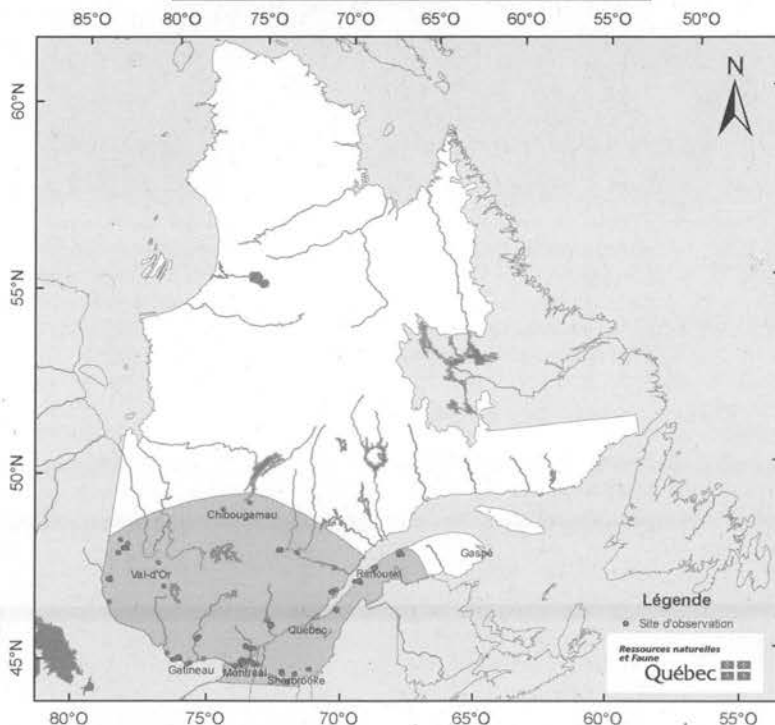 85°O 80°O 75°O 70°O 65°O 60°O 55°O 50°O
N
60°N
55°N
50°N
45°N
Chibougamau
Val-d'Or
Rimouski
Gaspé
Québec
Gatineau
Montréal
Sherbrooke
Légende
Site d'observation
Ressources naturelles
et Faune
Québec
80°O 75°O 70°O 65°O 60°O 55°O